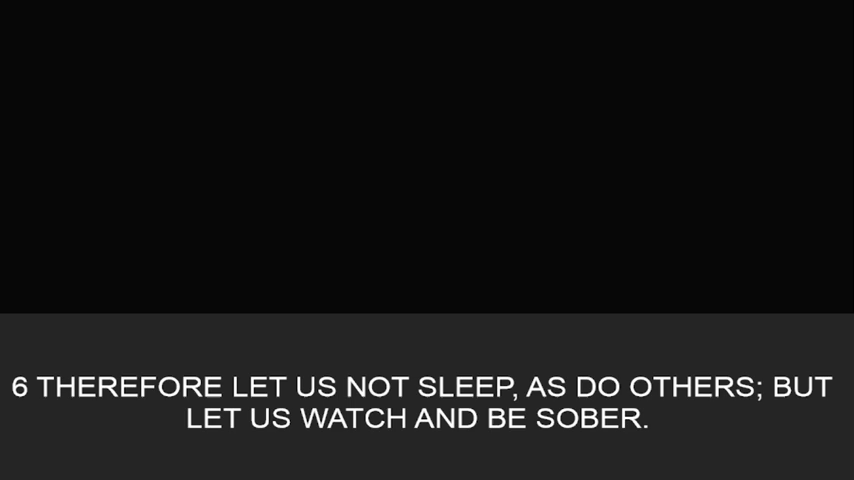 6 THEREFORE LET US NOT SLEEP, AS DO OTHERS; BUT
LET US WATCH AND BE SOBER.